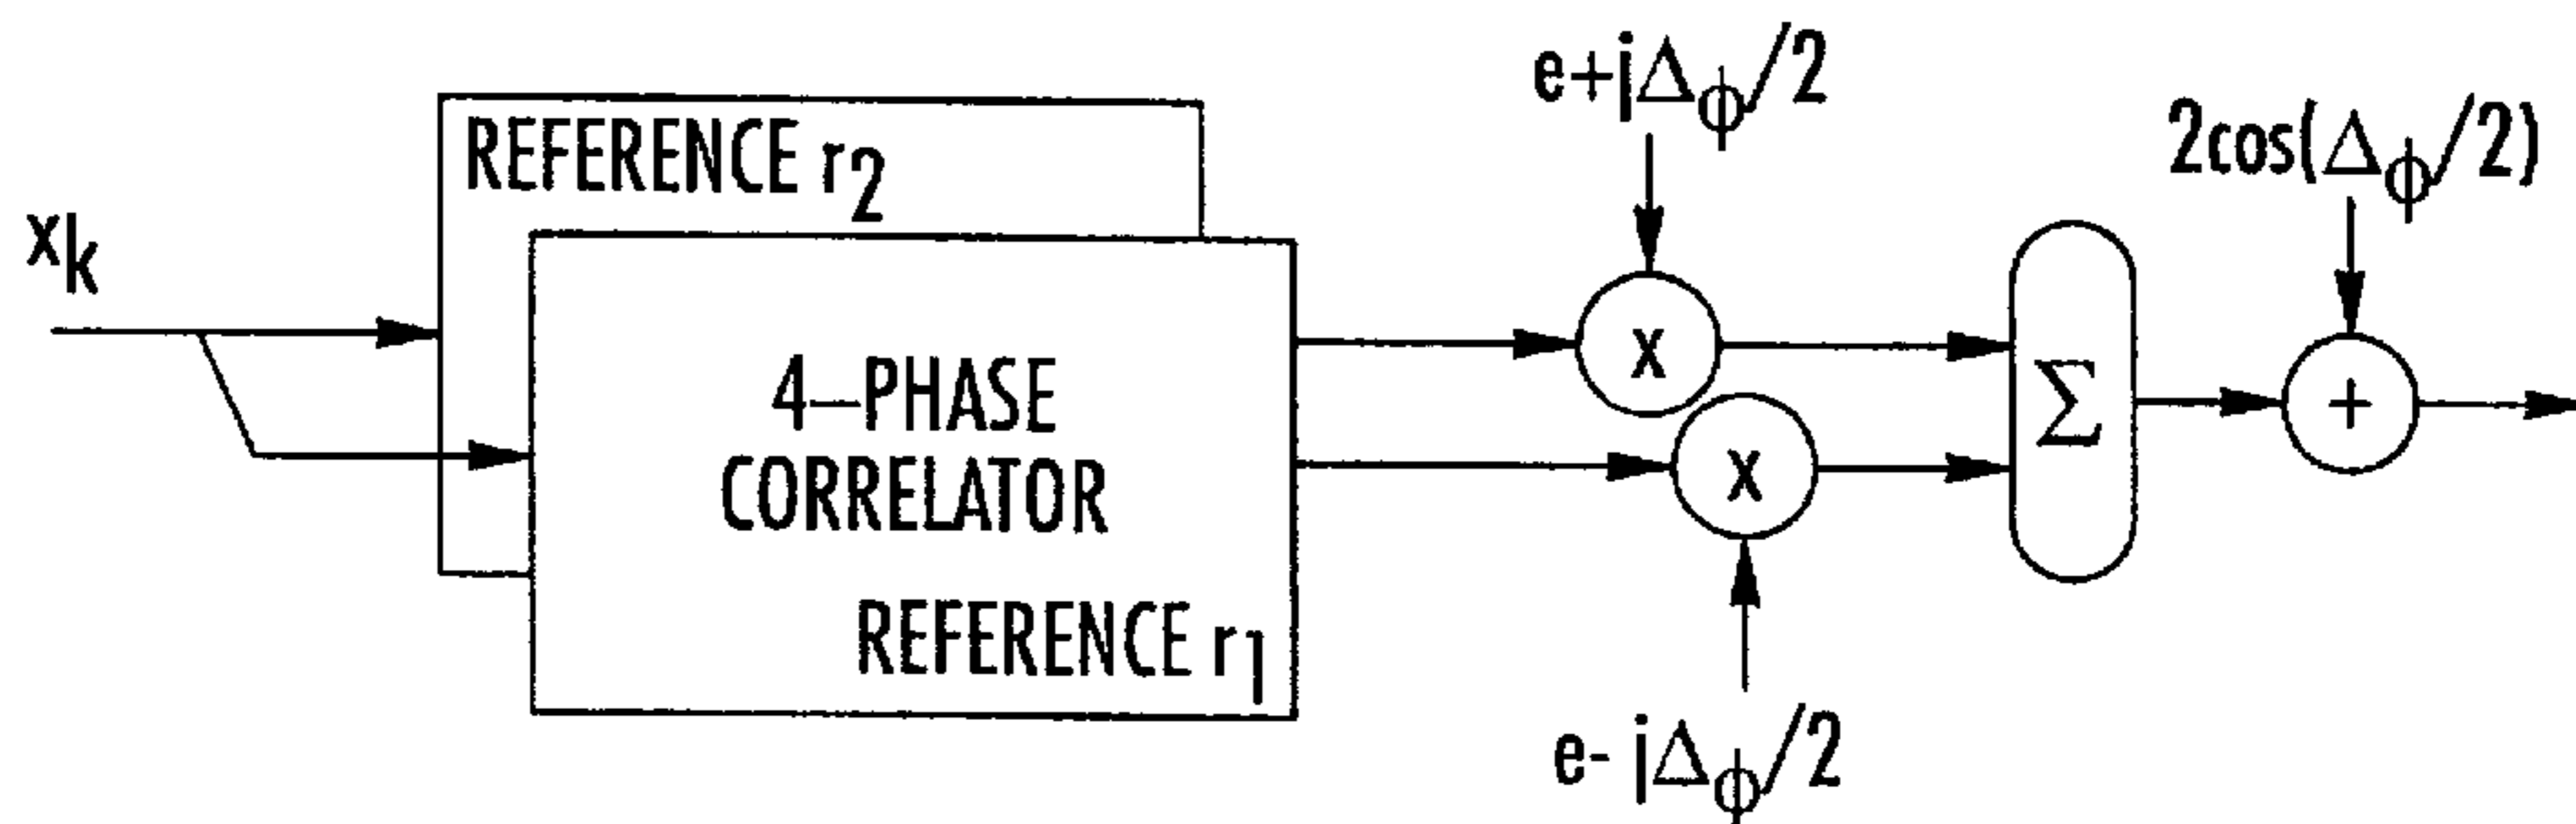 xk
REFERENCE r2
4–PHASE
CORRELATOR
REFERENCE r1
e+jΔϕ/2
x
x
e- jΔϕ/2
Σ
2cos(Δϕ/2)
+